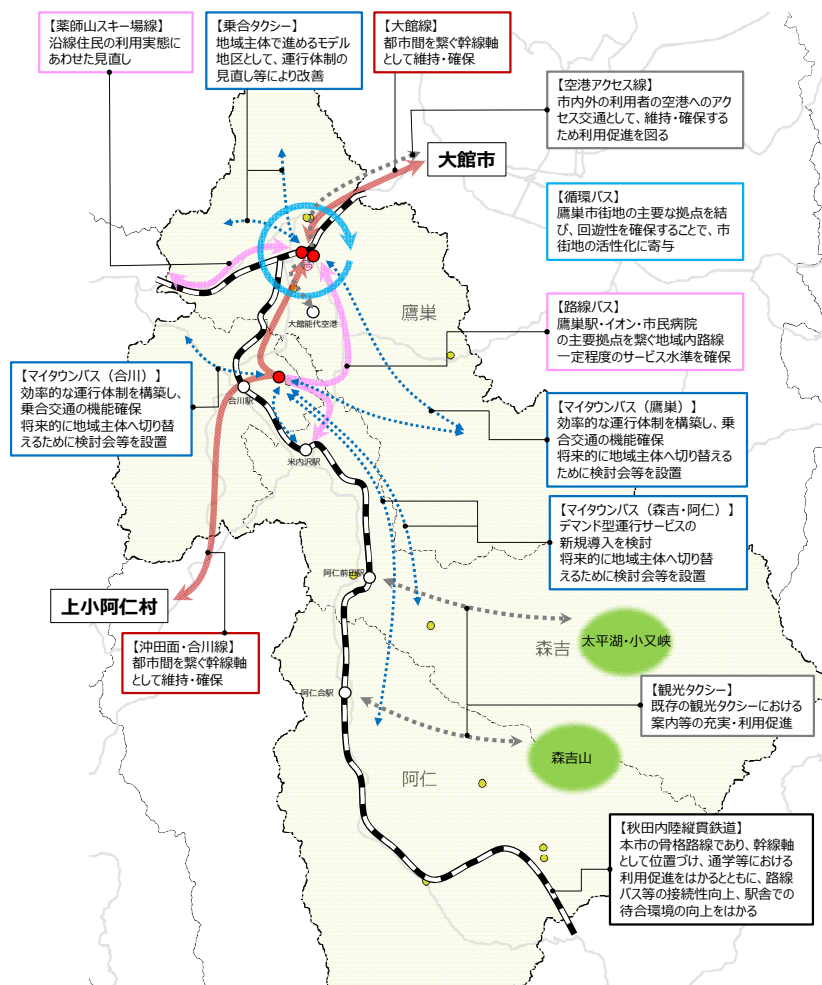 【薬師山スキー場線】
沿線住民の利用実態に
あわせた見直し
【乗合タクシー】
地域主体で進めるモデル
地区として、運行体制の
見直し等により改善
【大館線】
都市間を繋ぐ幹線軸
として維持・確保
【空港アクセス線】
市内外の利用者の空港へのアク
セス交通として、維持・確保する
ため利用促進を図る
大館市
【循環バス】
鷹巣市街地の主要な拠点を結
び、回遊性を確保することで、市
街地の活性化に寄与
大館能代空港
鷹巣
【路線バス】
鷹巣駅・イオン・市民病院
の主要拠点を繋ぐ地域内路線
一定程度のサービス水準を確保
【マイタウンバス（合川）】
効率的な運行体制を構築し、
乗合交通の機能確保
将来的に地域主体へ切り替
えるために検討会等を設置
合川駅
【マイタウンバス（鷹巣）】
効率的な運行体制を構築し、乗
合交通の機能確保
将来的に地域主体へ切り替える
ために検討会等を設置
米内沢駅
【マイタウンバス（森吉・阿仁）】
デマンド型運行サービスの
新規導入を検討
将来的に地域主体へ切り替
えるために検討会等を設置
阿仁前田駅
上小阿仁村
森吉
太平湖・小又峡
【沖田面・合川線】
都市間を繋ぐ幹線軸
として維持・確保
阿仁合駅
【観光タクシー】
既存の観光タクシーにおける
案内等の充実・利用促進
森吉山
阿仁
【秋田内陸縦貫鉄道】
本市の骨格路線であり、幹線軸
として位置づけ、通学等における
利用促進をはかるとともに、路線
バス等の接続性向上、駅舎での
待合環境の向上をはかる